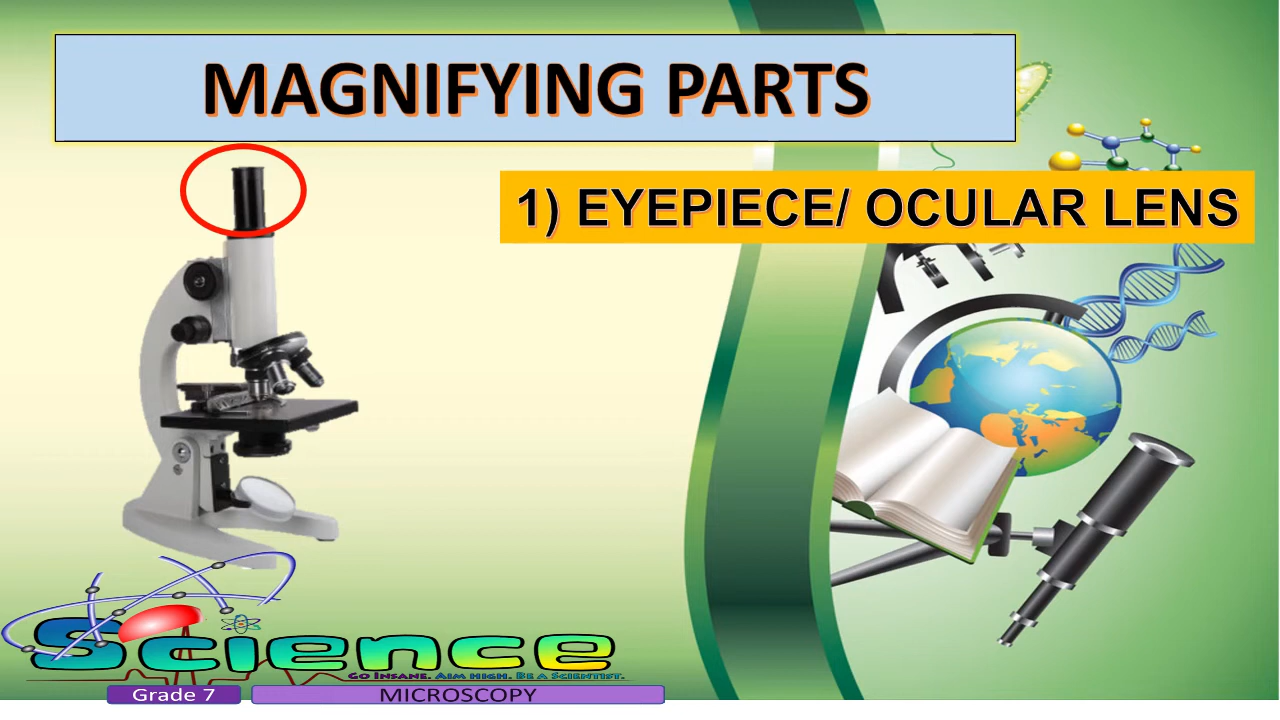 MAGNIFYING PARTS
1) EYEPIECE/ OCULAR LENS
Science
GO INSANE. AIM HIGH. BE A SCIENTIST.
Grade 7
MICROSCOPY